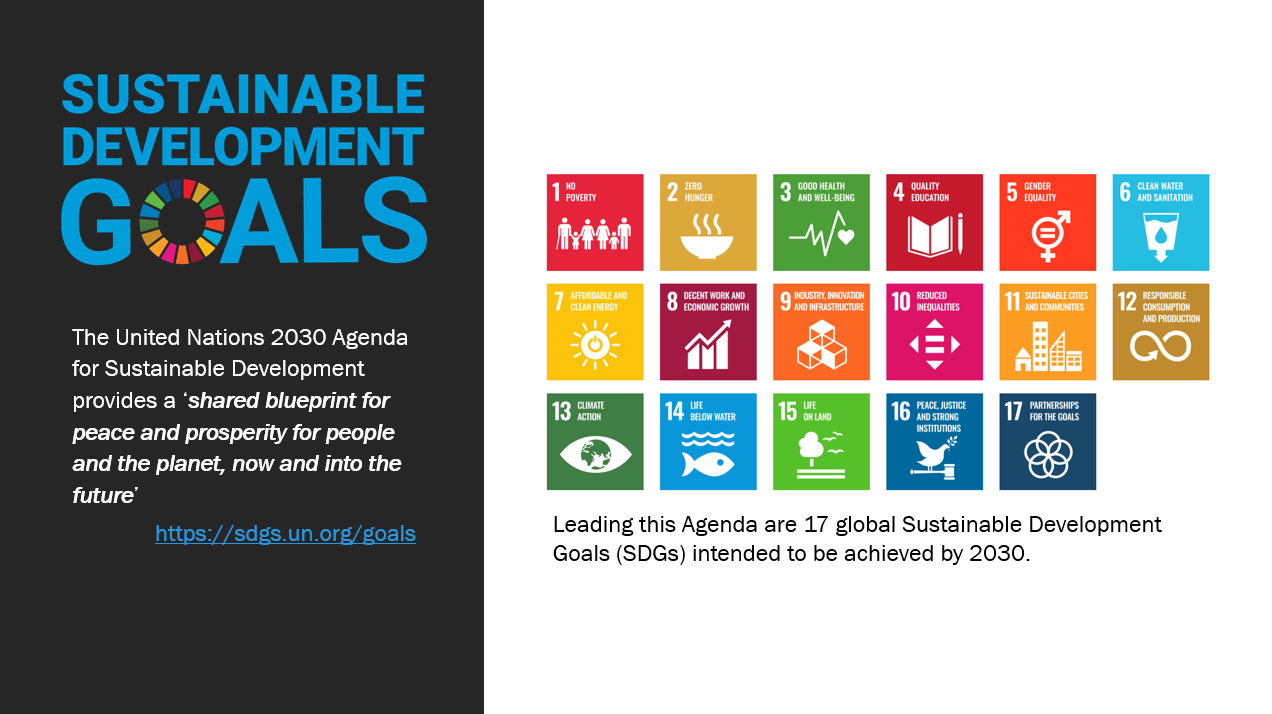 SUSTAINABLE
DEVELOPMENT
GOALS
The United Nations 2030 Agenda
for Sustainable Development
provides a ‘shared blueprint for
peace and prosperity for people
and the planet, now and into the
future’
https://sdgs.un.org/goals
1 NO
POVERTY
2 ZERO
HUNGER
3 GOOD HEALTH
AND WELL-BEING
4 QUALITY
EDUCATION
5 GENDER
EQUALITY
6 CLEAN WATER
AND SANITATION
7 AFFORDABLE AND
CLEAN ENERGY
8 DECENT WORK AND
ECONOMIC GROWTH
9 INDUSTRY, INNOVATION
AND INFRASTRUCTURE
10 REDUCED
INEQUALITIES
11 SUSTAINABLE CITIES
AND COMMUNITIES
12 RESPONSIBLE
CONSUMPTION
AND PRODUCTION
13 CLIMATE
ACTION
14 LIFE
BELOW WATER
15 LIFE
ON LAND
16 PEACE, JUSTICE
AND STRONG
INSTITUTIONS
17 PARTNERSHIPS
FOR THE GOALS
Leading this Agenda are 17 global Sustainable Development
Goals (SDGs) intended to be achieved by 2030.